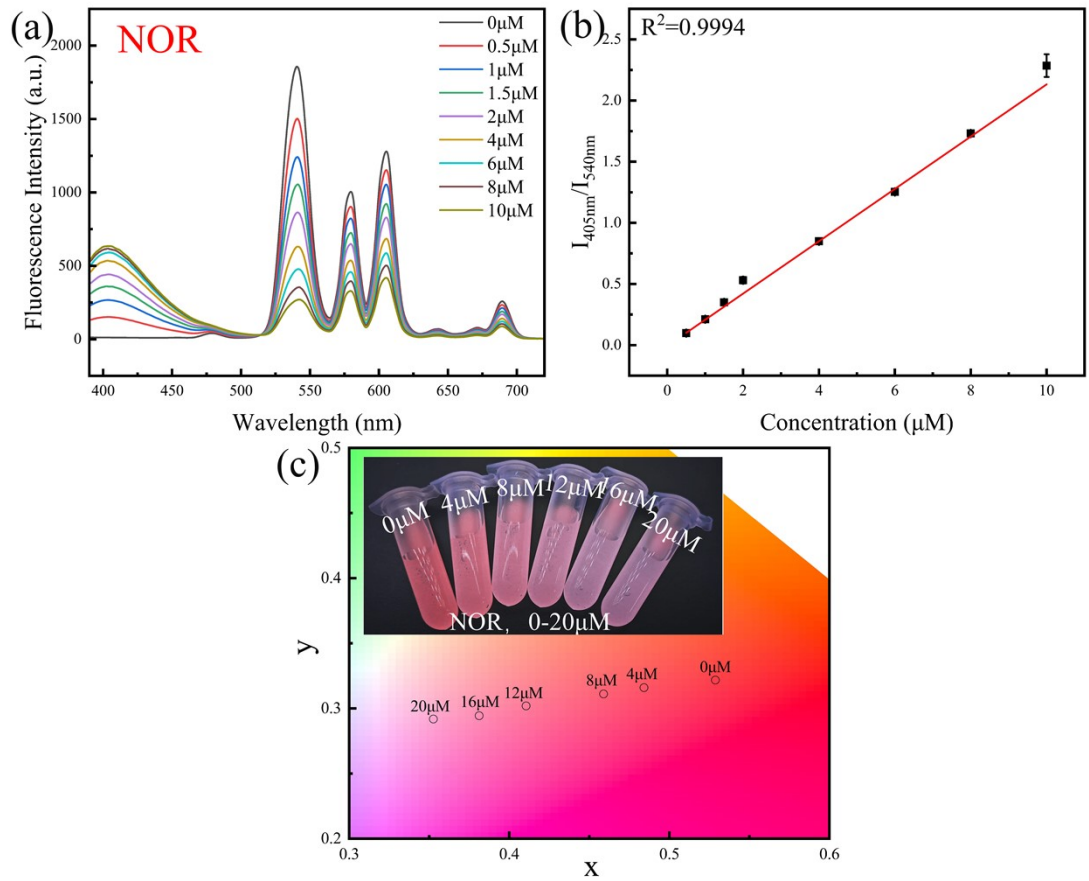 (a)
NOR
0μM
0.5μM
1μM
1.5μM
2μM
4μM
6μM
8μM
10μM
2000
1500
1000
500
0
Fluorescence Intensity (a.u.)
400 450 500 550 600 650 700
Wavelength (nm)
(b)
R²=0.9994
2.5
2.0
1.5
1.0
0.5
0.0
I405nm/I540nm
0 2 4 6 8 10
Concentration (μM)
(c)
0.5
0.4
0.3
0.2
y
0μM 4μM 8μM 12μM 16μM 20μM
NOR, 0-20μM
20μM 16μM 12μM 8μM 4μM 0μM
0.3 0.4 0.5 0.6
x